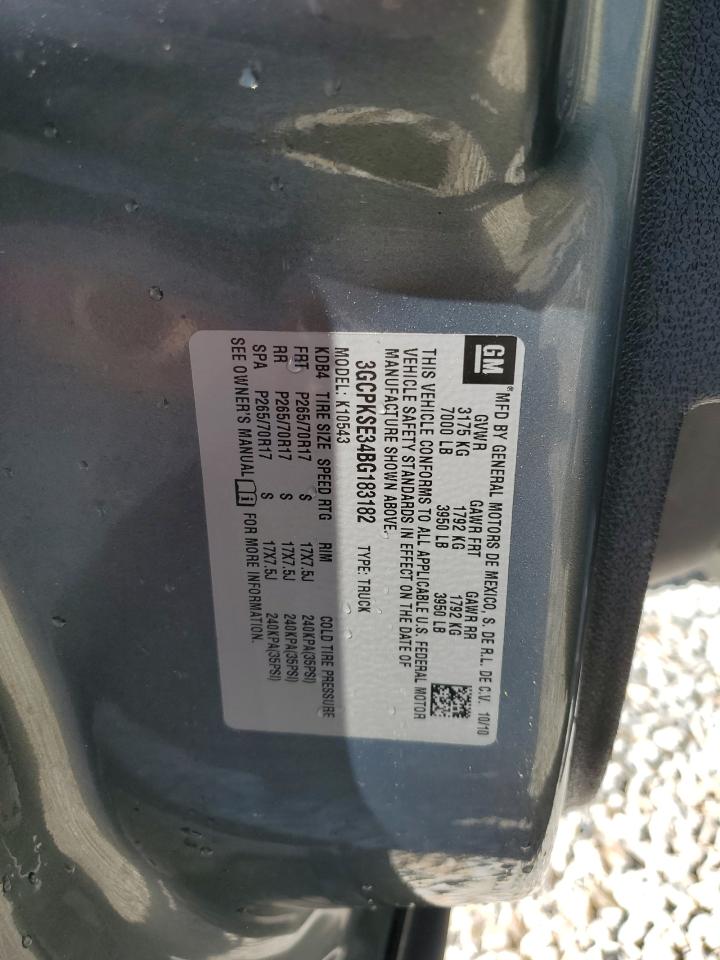 GM ® MFD BY GENERAL MOTORS DE MEXICO, S. DE R.L. DE C.V. 10/10
GVWR GAWR FRT GAWR RR
3175 KG 1792 KG 1792 KG
7000 LB 3950 LB 3950 LB
THIS VEHICLE CONFORMS TO ALL APPLICABLE U.S. FEDERAL MOTOR
VEHICLE SAFETY STANDARDS IN EFFECT ON THE DATE OF
MANUFACTURE SHOWN ABOVE.
3GCPKSE34BG183182 TYPE: TRUCK
MODEL: K10543
KDB4 TIRE SIZE SPEED RTG RIM COLD TIRE PRESSURE
FRT P265/70R17 S 17X7.5J 240KPA(35PSI)
RR P265/70R17 S 17X7.5J 240KPA(35PSI)
SPA P265/70R17 S 17X7.5J 240KPA(35PSI)
SEE OWNER'S MANUAL i FOR MORE INFORMATION.